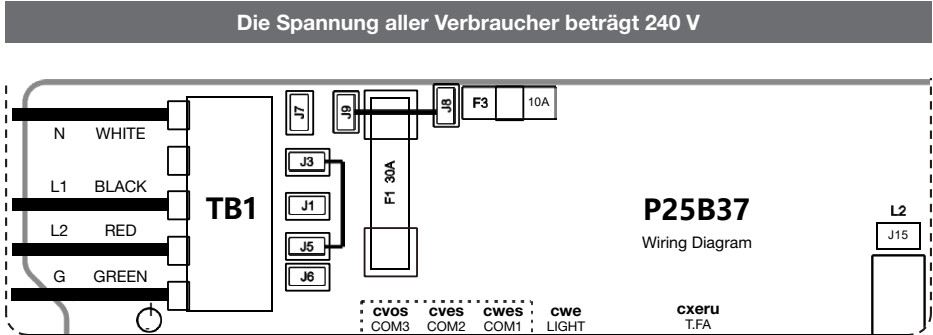 Die Spannung aller Verbraucher beträgt 240 V
N WHITE
L1 BLACK
L2 RED
G GREEN
TB1
J7
J9
J8
F3 10A
J3
J1
J5
J6
F1 30A
P25B37
Wiring Diagram
L2
J15
cvos cves cwes cwe cxeru
COM3 COM2 COM1 LIGHT T.FA